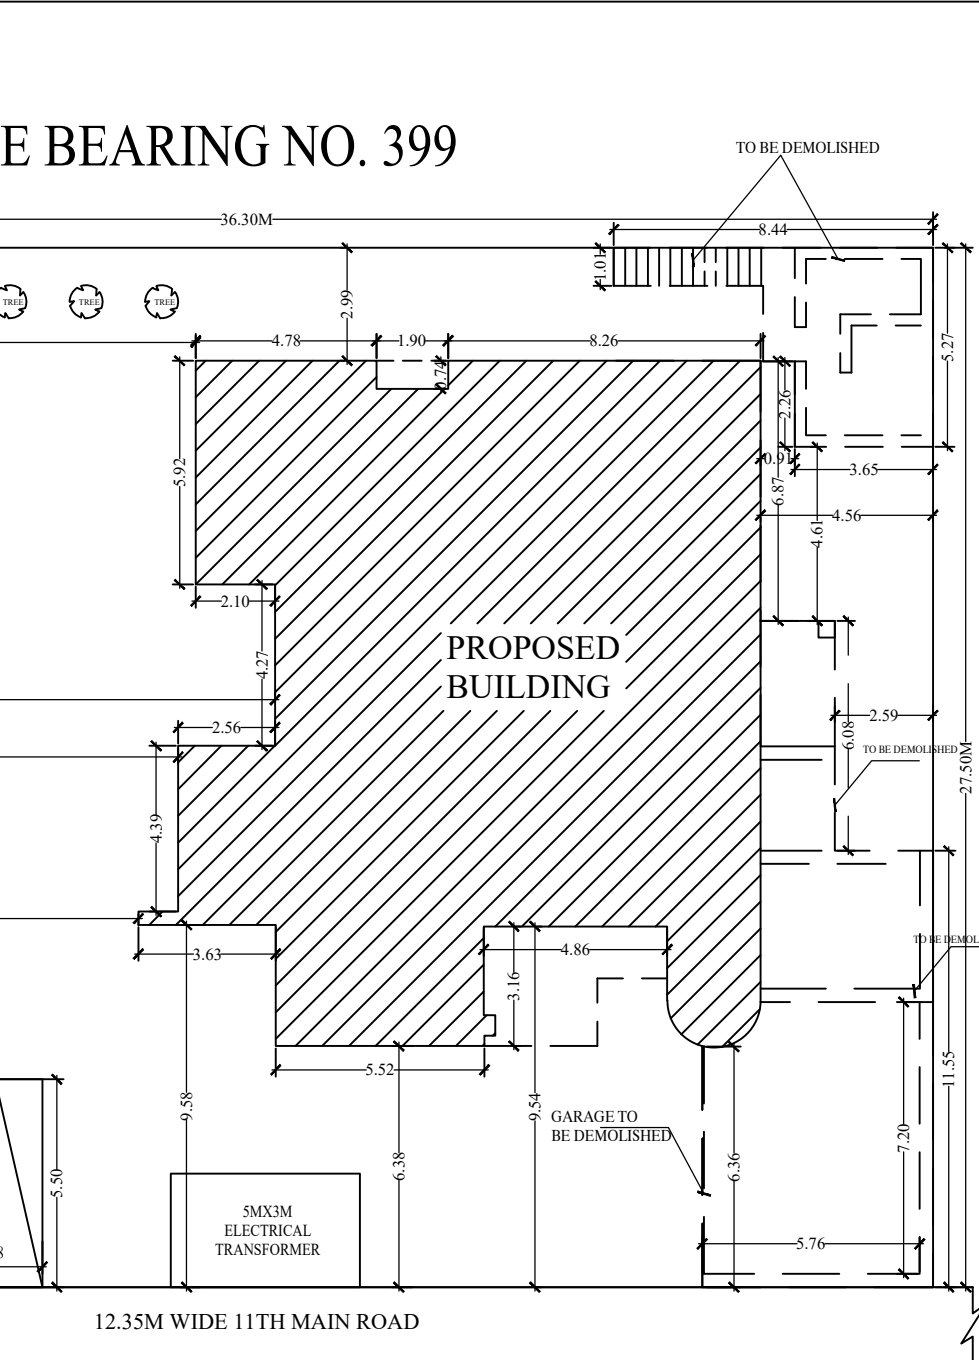 E BEARING NO. 399
TO BE DEMOLISHED
36.30M
8.44
1.01
TREE
TREE
TREE
2.99
4.78
1.90
8.26
0.74
5.27
2.26
5.92
0.91
3.65
6.87
4.56
4.61
2.10
PROPOSED
BUILDING
4.27
2.56
2.59
6.08
TO BE DEMOLISHED
27.50M
4.39
TO BE DEMOL
3.63
4.86
3.16
5.52
11.55
9.58
9.54
GARAGE TO
BE DEMOLISHED
7.20
6.38
6.36
5.50
5MX3M
ELECTRICAL
TRANSFORMER
5.76
8
12.35M WIDE 11TH MAIN ROAD